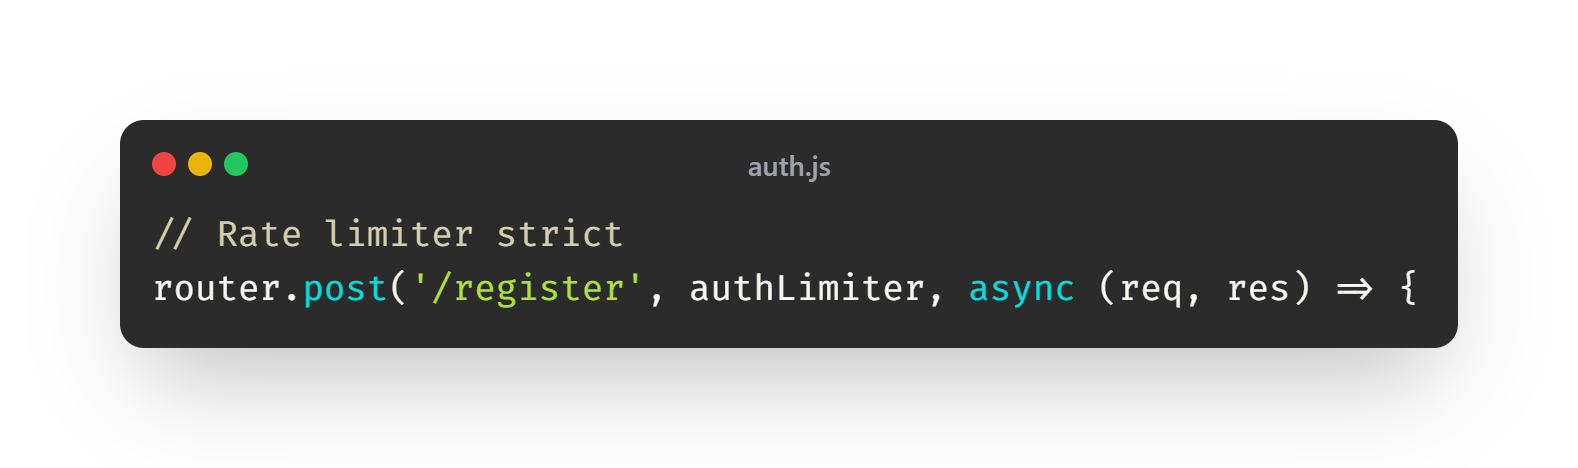 auth.js
// Rate limiter strict
router.post('/register', authLimiter, async (req, res) => {